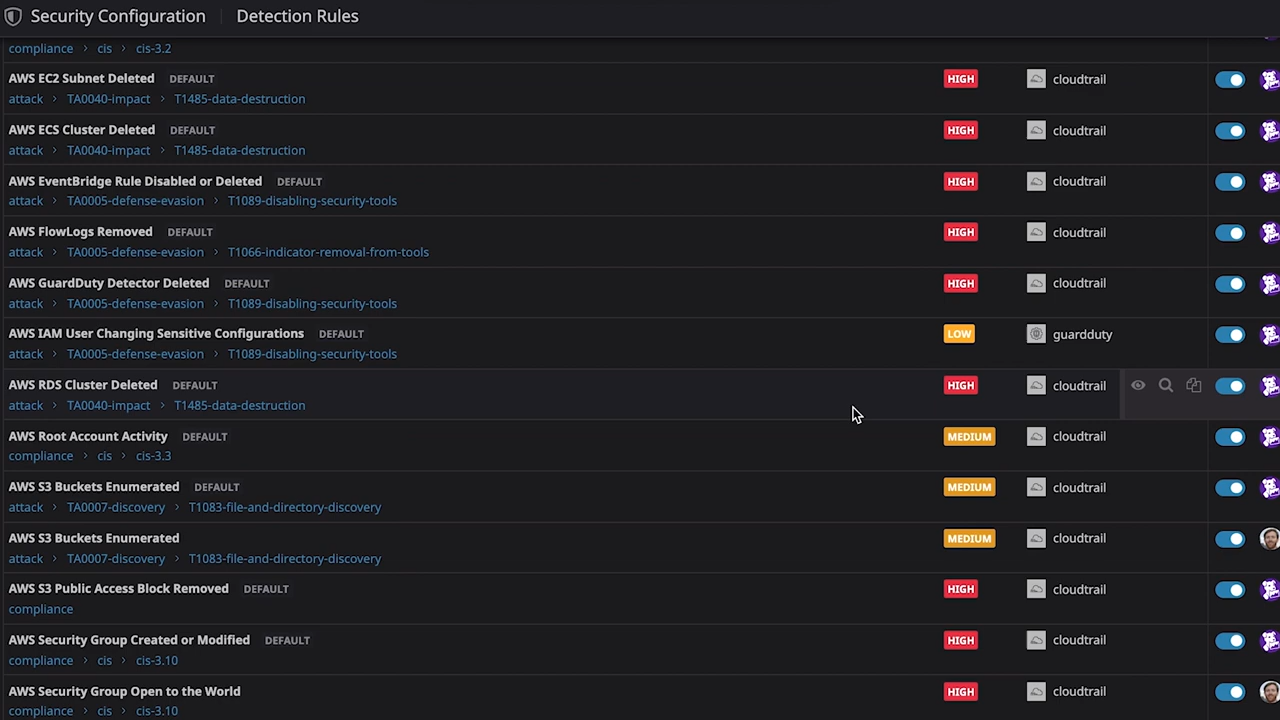 Security Configuration Detection Rules
compliance > cis > cis-3.2
AWS EC2 Subnet Deleted DEFAULT HIGH cloudtrail
attack > TA0040-impact > T1485-data-destruction
AWS ECS Cluster Deleted DEFAULT HIGH cloudtrail
attack > TA0040-impact > T1485-data-destruction
AWS EventBridge Rule Disabled or Deleted DEFAULT HIGH cloudtrail
attack > TA0005-defense-evasion > T1089-disabling-security-tools
AWS FlowLogs Removed DEFAULT HIGH cloudtrail
attack > TA0005-defense-evasion > T1066-indicator-removal-from-tools
AWS GuardDuty Detector Deleted DEFAULT HIGH cloudtrail
attack > TA0005-defense-evasion > T1089-disabling-security-tools
AWS IAM User Changing Sensitive Configurations DEFAULT LOW guardduty
attack > TA0005-defense-evasion > T1089-disabling-security-tools
AWS RDS Cluster Deleted DEFAULT HIGH cloudtrail
attack > TA0040-impact > T1485-data-destruction
AWS Root Account Activity DEFAULT MEDIUM cloudtrail
compliance > cis > cis-3.3
AWS S3 Buckets Enumerated DEFAULT MEDIUM cloudtrail
attack > TA0007-discovery > T1083-file-and-directory-discovery
AWS S3 Buckets Enumerated MEDIUM cloudtrail
attack > TA0007-discovery > T1083-file-and-directory-discovery
AWS S3 Public Access Block Removed DEFAULT HIGH cloudtrail
compliance
AWS Security Group Created or Modified DEFAULT HIGH cloudtrail
compliance > cis > cis-3.10
AWS Security Group Open to the World HIGH cloudtrail
compliance > cis > cis-3.10